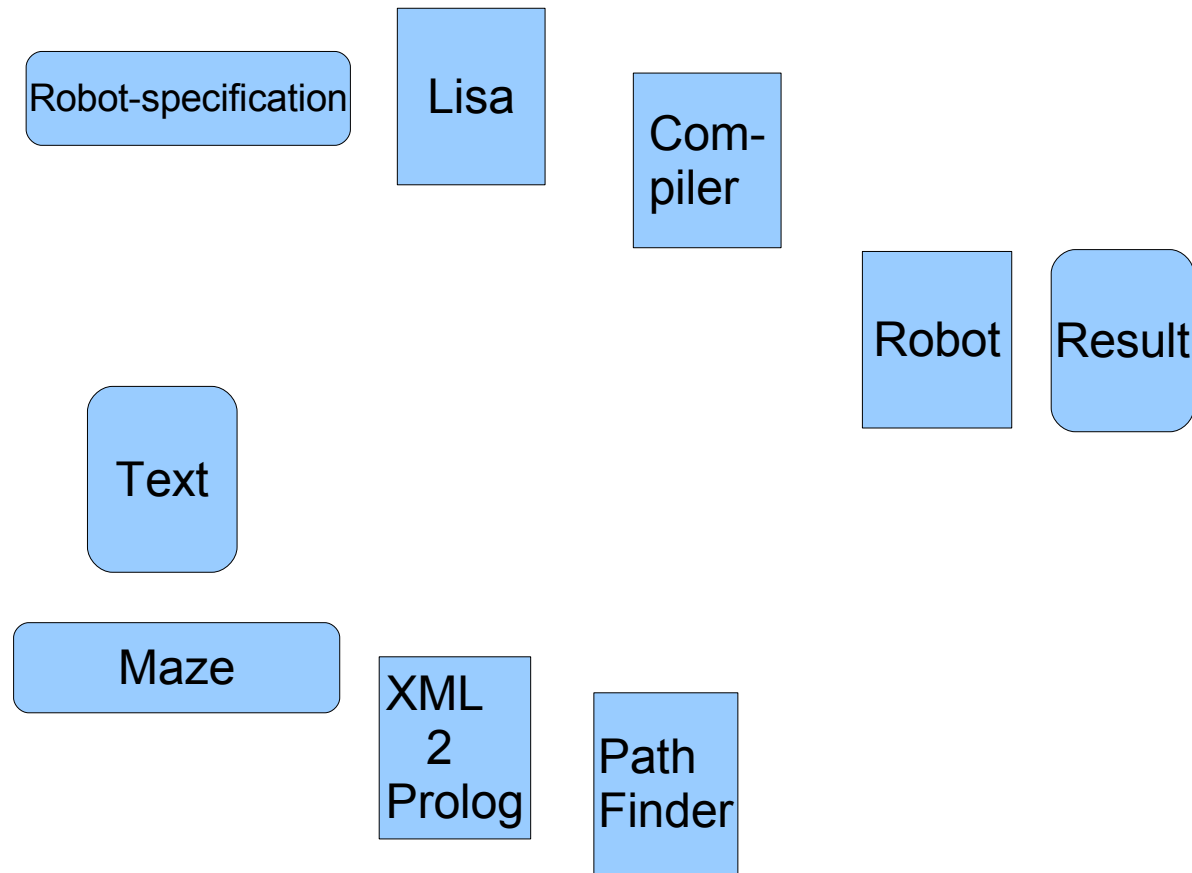 Robot-specification
Lisa
Com-
piler
Robot
Result
Text
Maze
XML
2
Prolog
Path
Finder